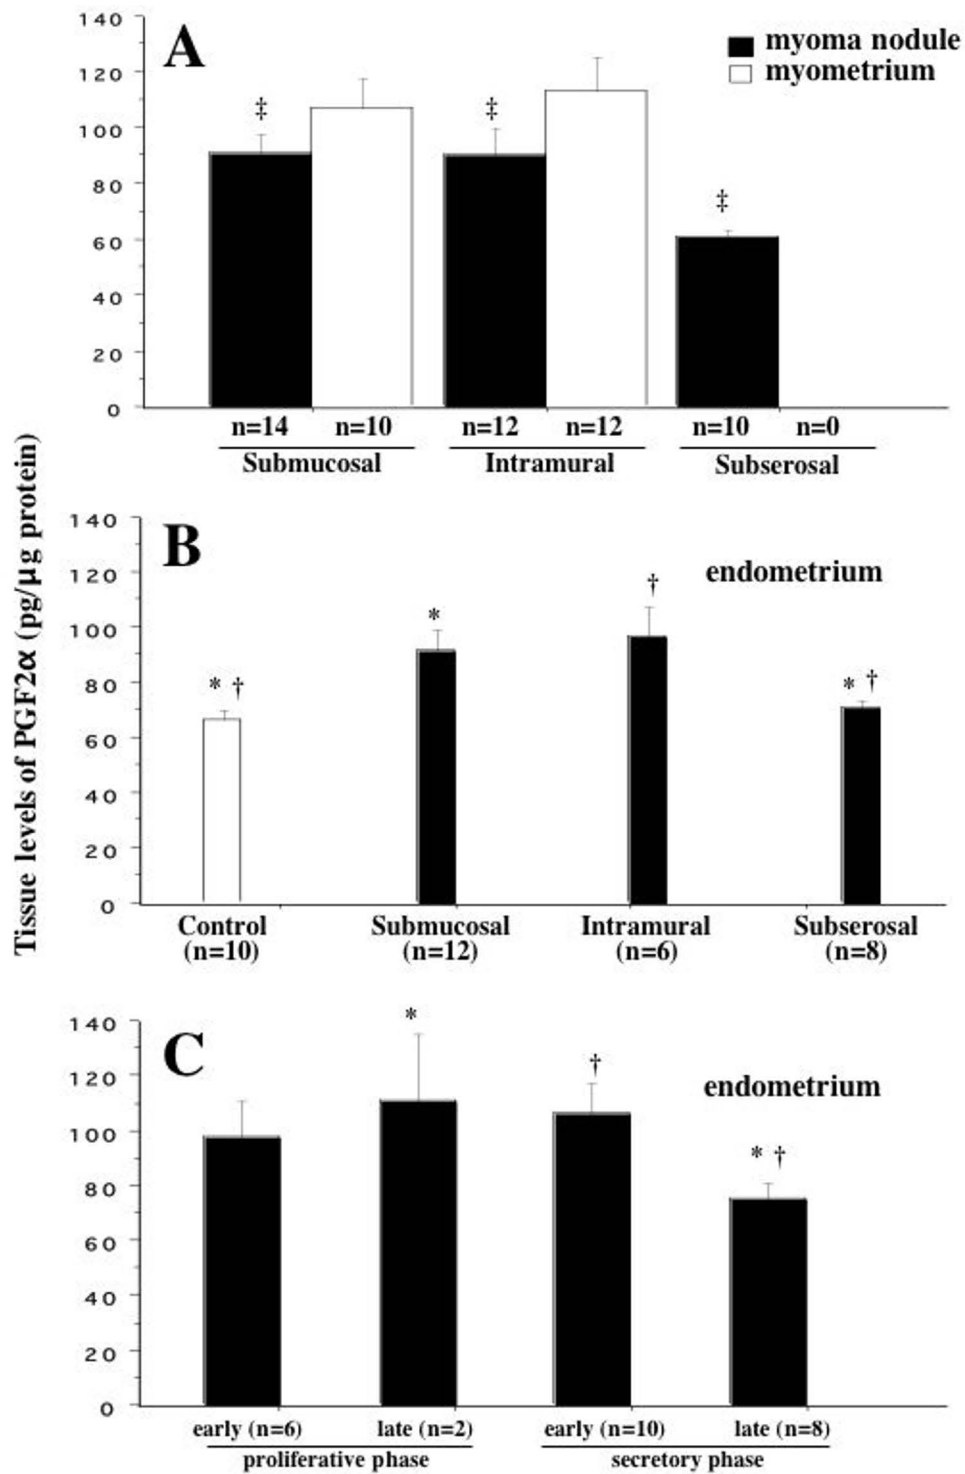 Tissue levels of PGF2α (pg/μg protein)
A
myoma nodule
myometrium
140
120
100
80
60
40
20
0
‡
‡
‡
n=14 n=10 n=12 n=12 n=10 n=0
Submucosal Intramural Subserosal
B
endometrium
140
120
100
80
60
40
20
0
* †
*
†
* †
Control Submucosal Intramural Subserosal
(n=10) (n=12) (n=6) (n=8)
C
endometrium
140
120
100
80
60
40
20
0
*
†
* †
early (n=6) late (n=2) early (n=10) late (n=8)
proliferative phase secretory phase